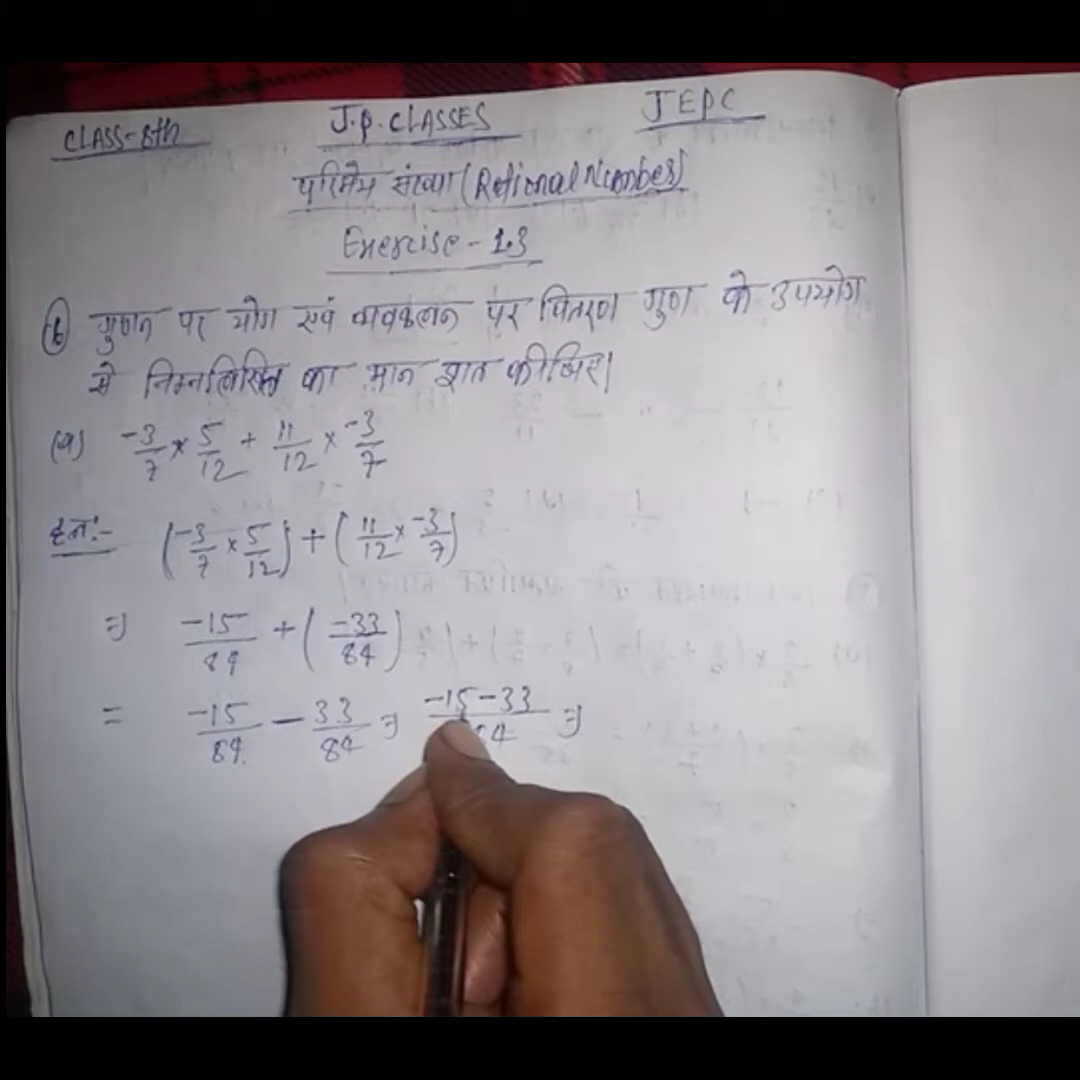 CLASS-8th J.P. CLASSES JEPC
परिमेय संख्या (Rational Number)
Exercise - 1.3
(6) गुणन पर योग एवं व्यवकलन पर वितरण गुण के उपयोग
से निम्नलिखित का मान ज्ञात कीजिए।
(a) -3/7 × 5/12 + 11/12 × -3/7
हल:- (-3/7 × 5/12) + (11/12 × -3/7)
⇒ -15/84 + (-33/84)
= -15/84 - 33/84 ⇒ -15-33/84 ⇒